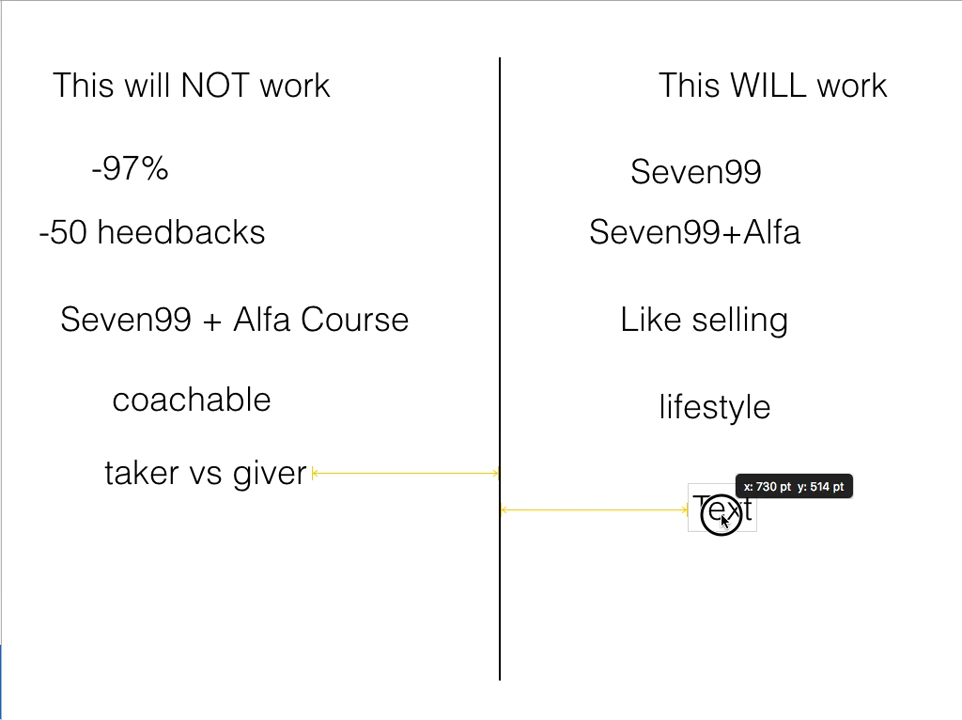 This will NOT work
-97%
-50 heedbacks
Seven99 + Alfa Course
coachable
taker vs giver
This WILL work
Seven99
Seven99+Alfa
Like selling
lifestyle
x: 730 pt y: 514 pt
Text